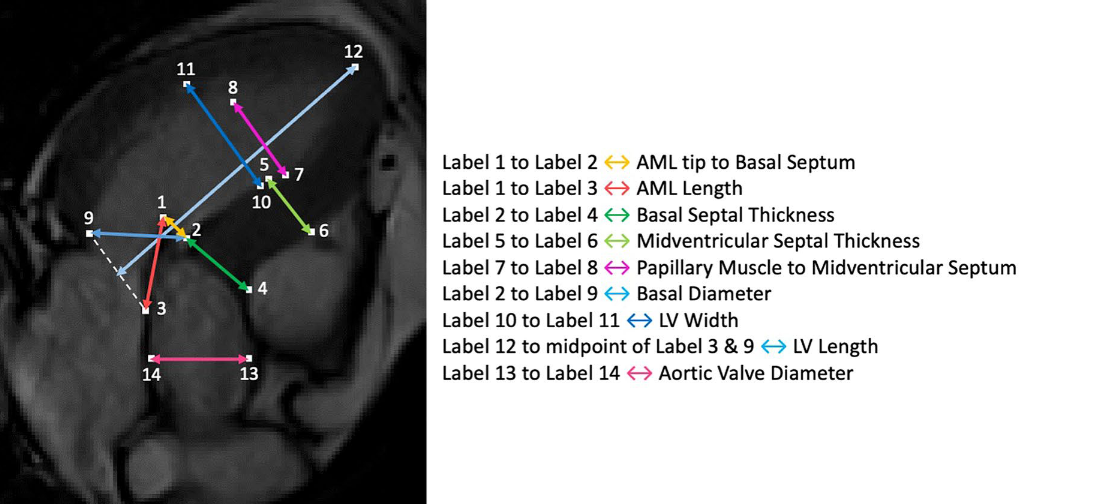 12
11
8
5
7
10
1
9
2
6
4
3
14
13
Label 1 to Label 2 ↔ AML tip to Basal Septum
Label 1 to Label 3 ↔ AML Length
Label 2 to Label 4 ↔ Basal Septal Thickness
Label 5 to Label 6 ↔ Midventricular Septal Thickness
Label 7 to Label 8 ↔ Papillary Muscle to Midventricular Septum
Label 2 to Label 9 ↔ Basal Diameter
Label 10 to Label 11 ↔ LV Width
Label 12 to midpoint of Label 3 & 9 ↔ LV Length
Label 13 to Label 14 ↔ Aortic Valve Diameter